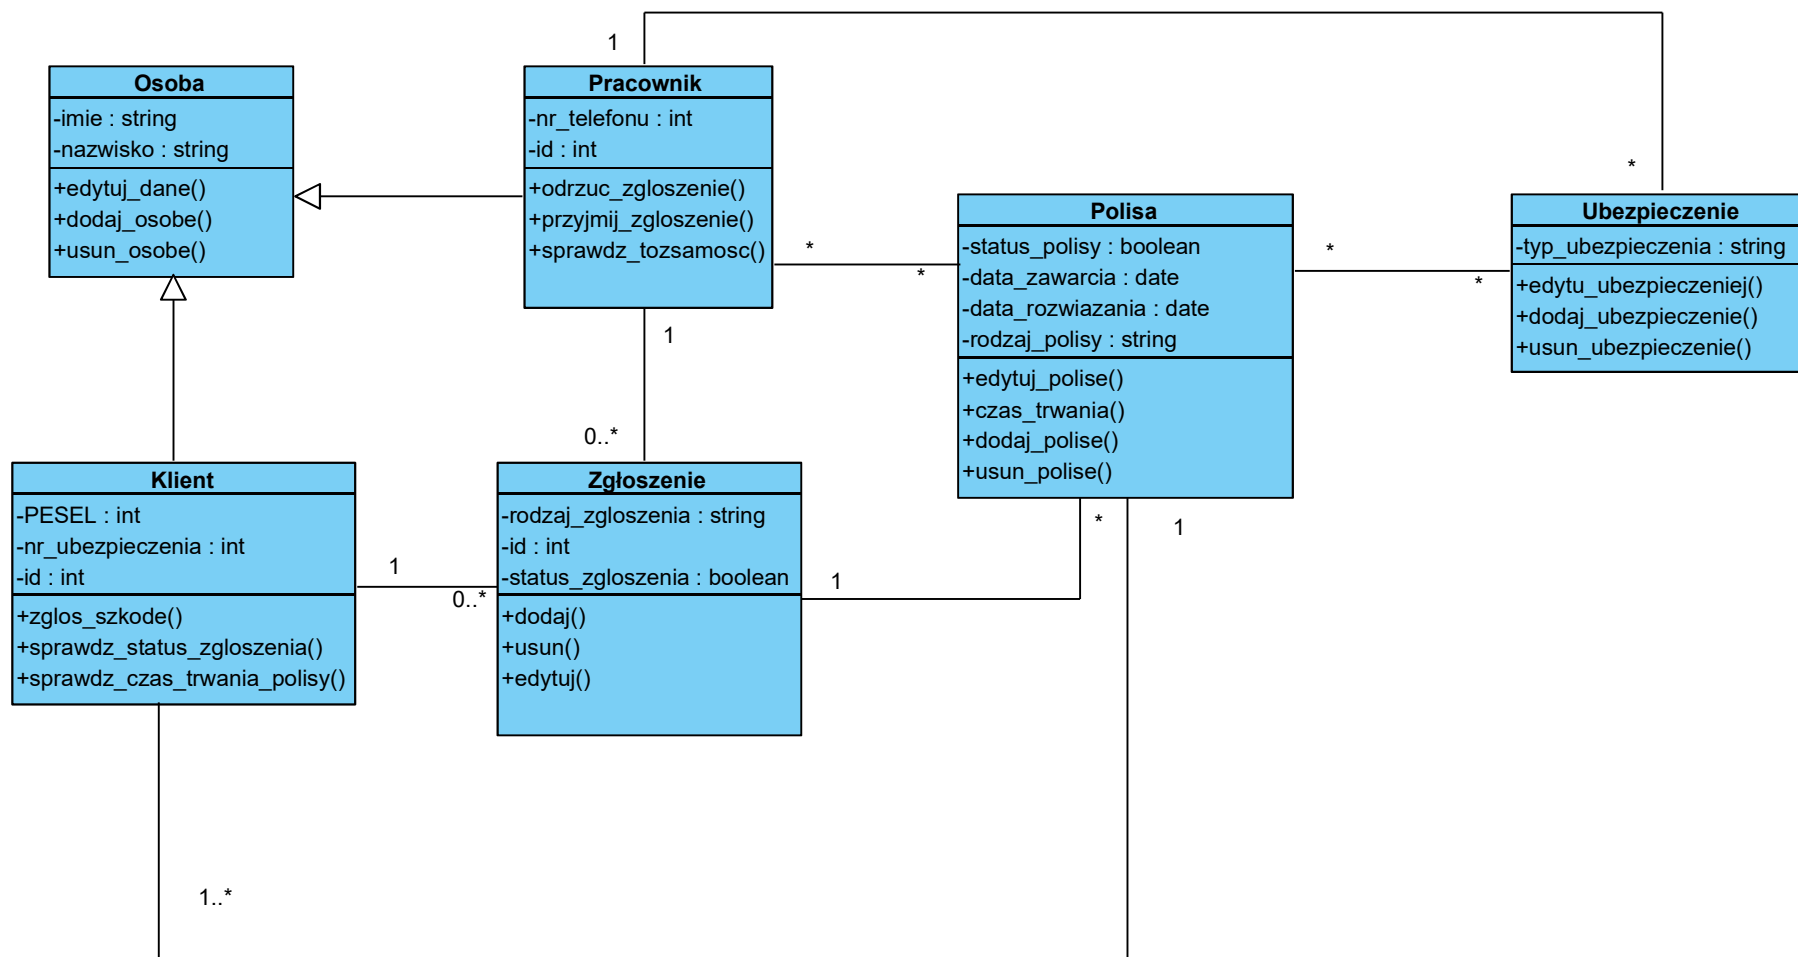 1
Osoba
-imie : string
-nazwisko : string
+edytuj_dane()
+dodaj_osobe()
+usun_osobe()
Pracownik
-nr_telefonu : int
-id : int
+odrzuc_zgloszenie()
+przyjmij_zgloszenie()
+sprawdz_tozsamosc()
*
*
1
0..*
Polisa
-status_polisy : boolean
-data_zawarcia : date
-data_rozwiazania : date
-rodzaj_polisy : string
+edytuj_polise()
+czas_trwania()
+dodaj_polise()
+usun_polise()
*
*
*
Ubezpieczenie
-typ_ubezpieczenia : string
+edytu_ubezpieczeniej()
+dodaj_ubezpieczenie()
+usun_ubezpieczenie()
Klient
-PESEL : int
-nr_ubezpieczenia : int
-id : int
+zglos_szkode()
+sprawdz_status_zgloszenia()
+sprawdz_czas_trwania_polisy()
1
0..*
Zgłoszenie
-rodzaj_zgloszenia : string
-id : int
-status_zgloszenia : boolean
+dodaj()
+usun()
+edytuj()
1
*
1
1..*